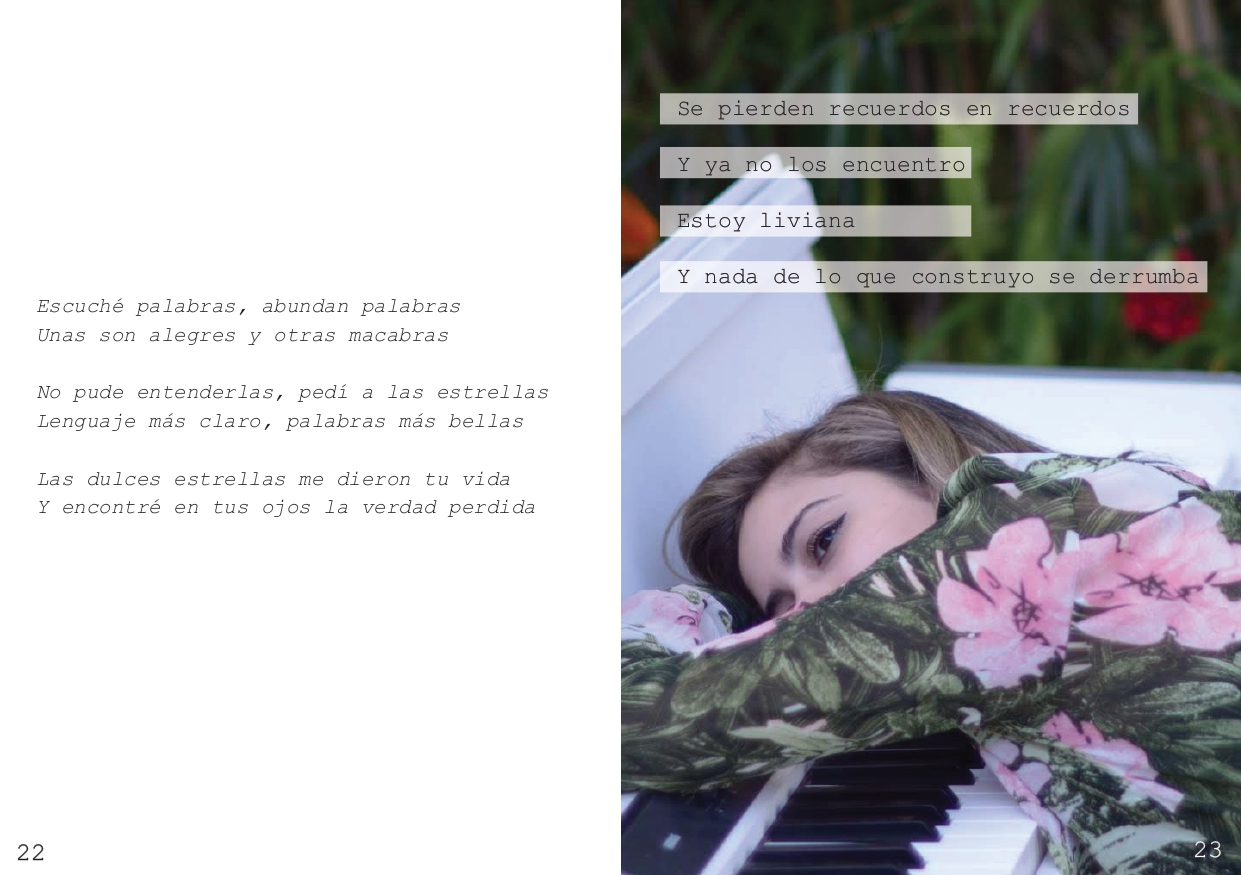 Escuché palabras, abundan palabras
Unas son alegres y otras macabras
No pude entenderlas, pedí a las estrellas
Lenguaje más claro, palabras más bellas
Las dulces estrellas me dieron tu vida
Y encontré en tus ojos la verdad perdida
22
Se pierden recuerdos en recuerdos
Y ya no los encuentro
Estoy liviana
Y nada de lo que construyo se derrumba
23